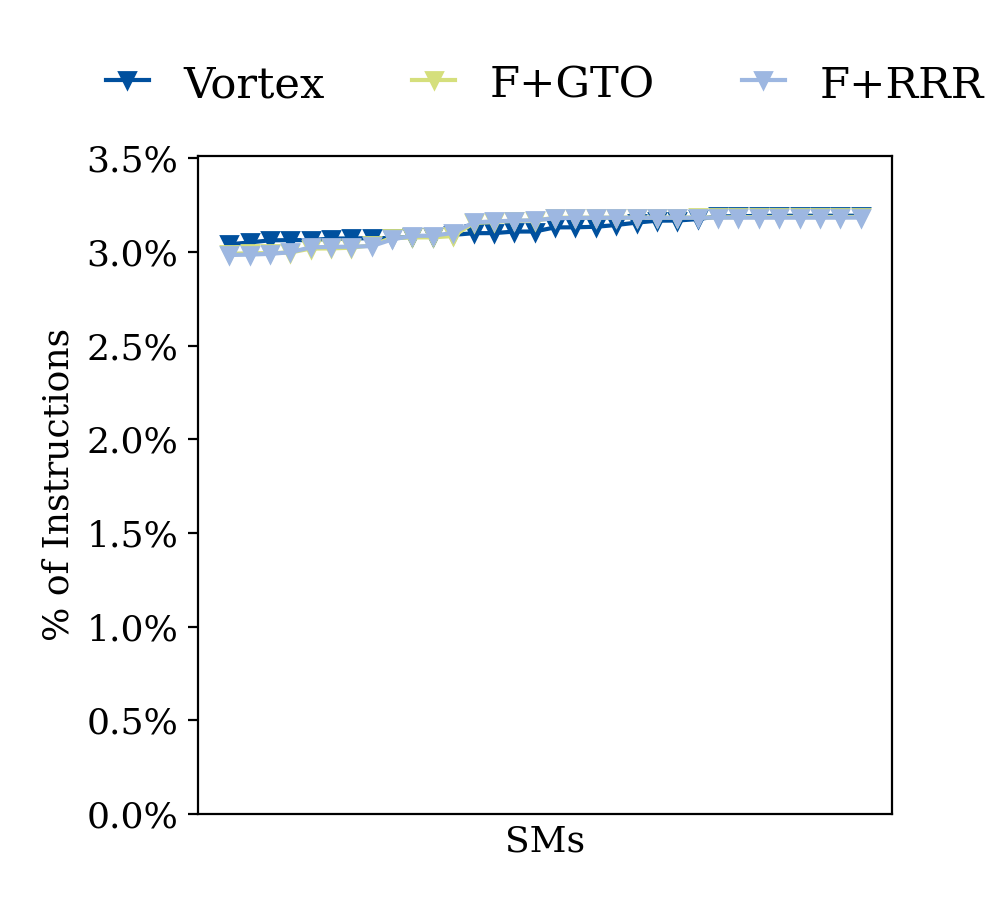 Vortex F+GTO F+RRR
3.5%
3.0%
2.5%
2.0%
1.5%
1.0%
0.5%
0.0%
% of Instructions
SMs